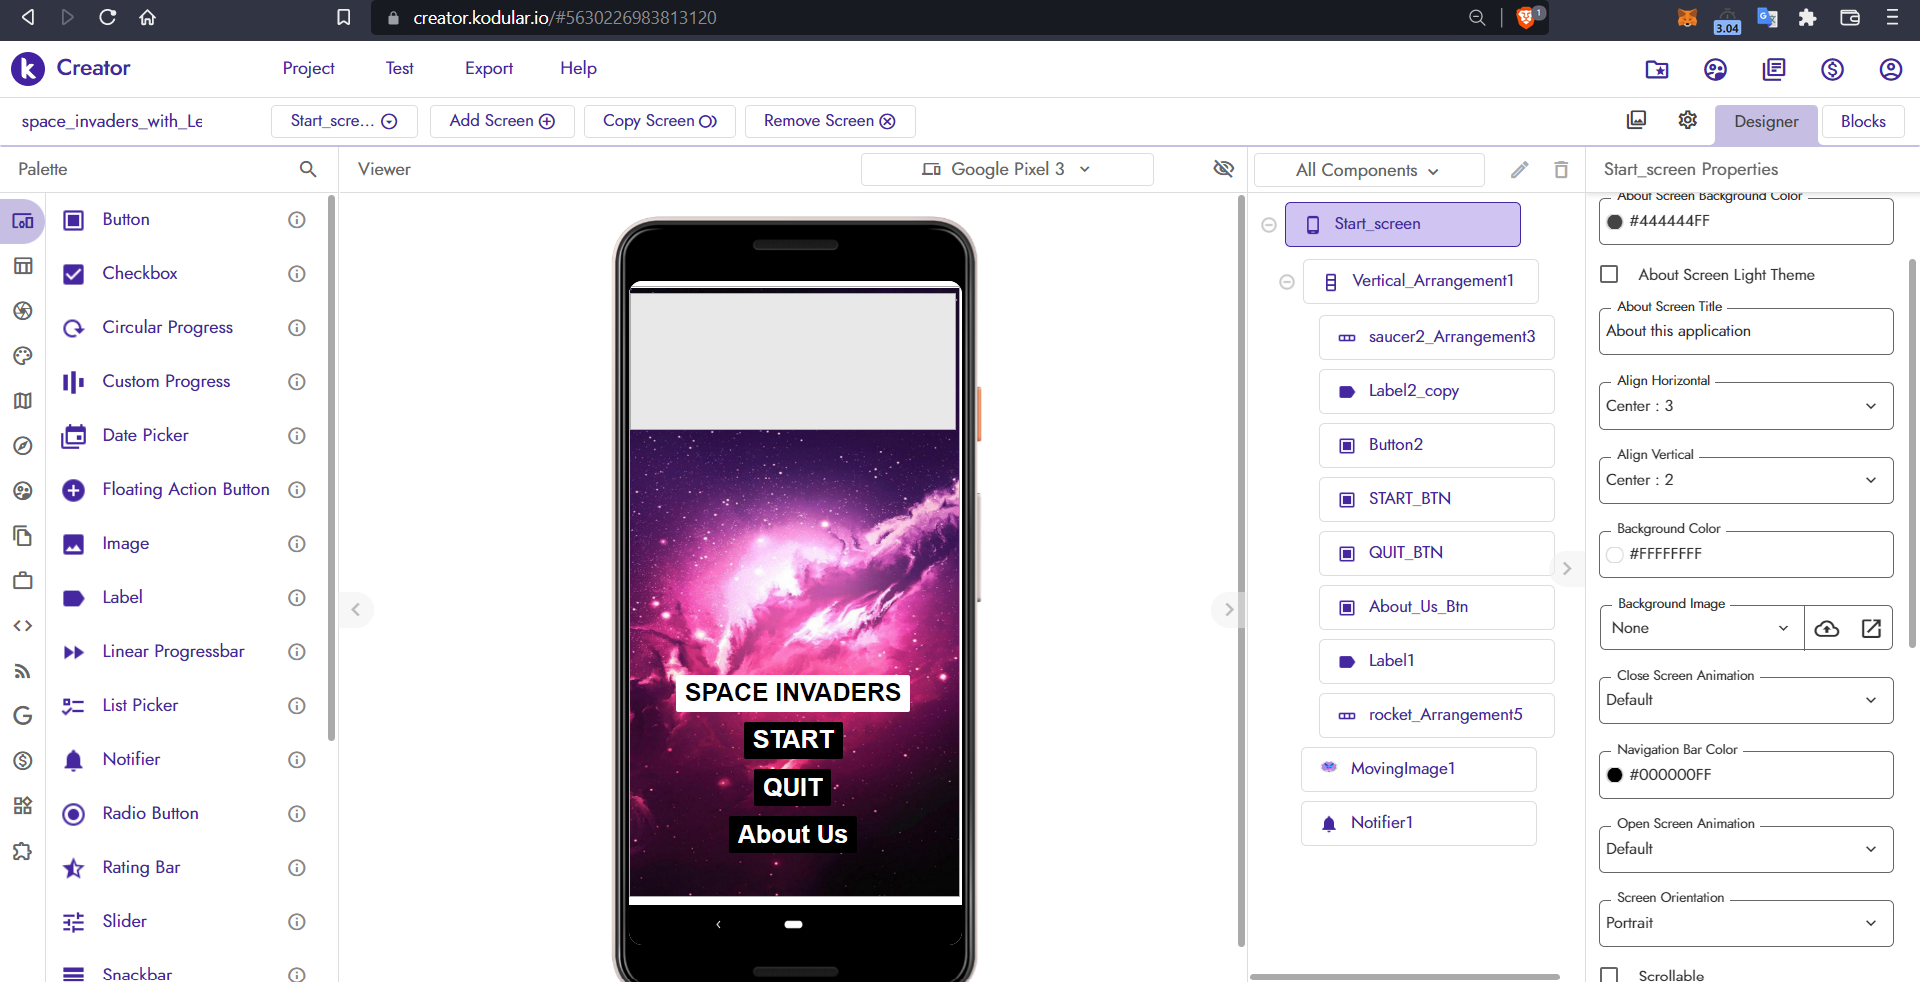 creator.kodular.io/#5630226983813120
1
3.04
Creator
Project
Test
Export
Help
space_invaders_with_Le
Start_scre...
Add Screen
Copy Screen
Remove Screen
Designer
Blocks
Palette
Viewer
Google Pixel 3
All Components
Start_screen Properties
Button
Checkbox
Circular Progress
Custom Progress
Date Picker
Floating Action Button
Image
Label
Linear Progressbar
List Picker
Notifier
Radio Button
Rating Bar
Slider
Snackbar
SPACE INVADERS
START
QUIT
About Us
Start_screen
Vertical_Arrangement1
saucer2_Arrangement3
Label2_copy
Button2
START_BTN
QUIT_BTN
About_Us_Btn
Label1
rocket_Arrangement5
MovingImage1
Notifier1
About Screen Background Color
#444444FF
About Screen Light Theme
About Screen Title
About this application
Align Horizontal
Center : 3
Align Vertical
Center : 2
Background Color
#FFFFFFFF
Background Image
None
Close Screen Animation
Default
Navigation Bar Color
#000000FF
Open Screen Animation
Default
Screen Orientation
Portrait
Scrollable